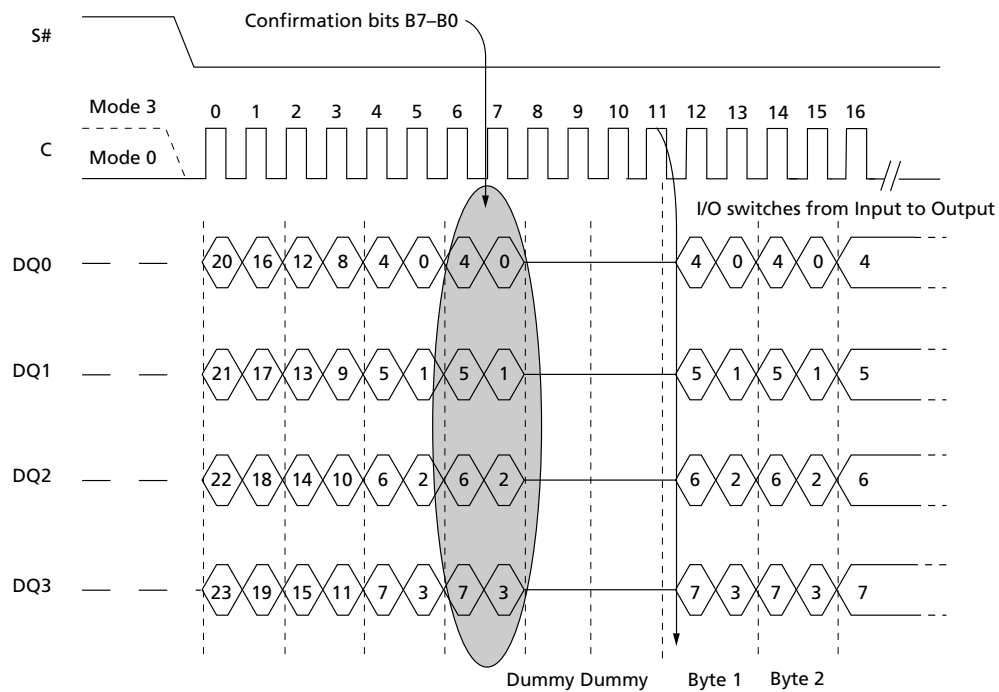 Confirmation bits B7–B0
S#
Mode 3
0 1 2 3 4 5 6 7 8 9 10 11 12 13 14 15 16
C
Mode 0
I/O switches from Input to Output
DQ0 20 16 12 8 4 0 4 0 4 0 4 0 4
DQ1 21 17 13 9 5 1 5 1 5 1 5 1 5
DQ2 22 18 14 10 6 2 6 2 6 2 6 2 6
DQ3 23 19 15 11 7 3 7 3 7 3 7 3 7
Dummy Dummy Byte 1 Byte 2